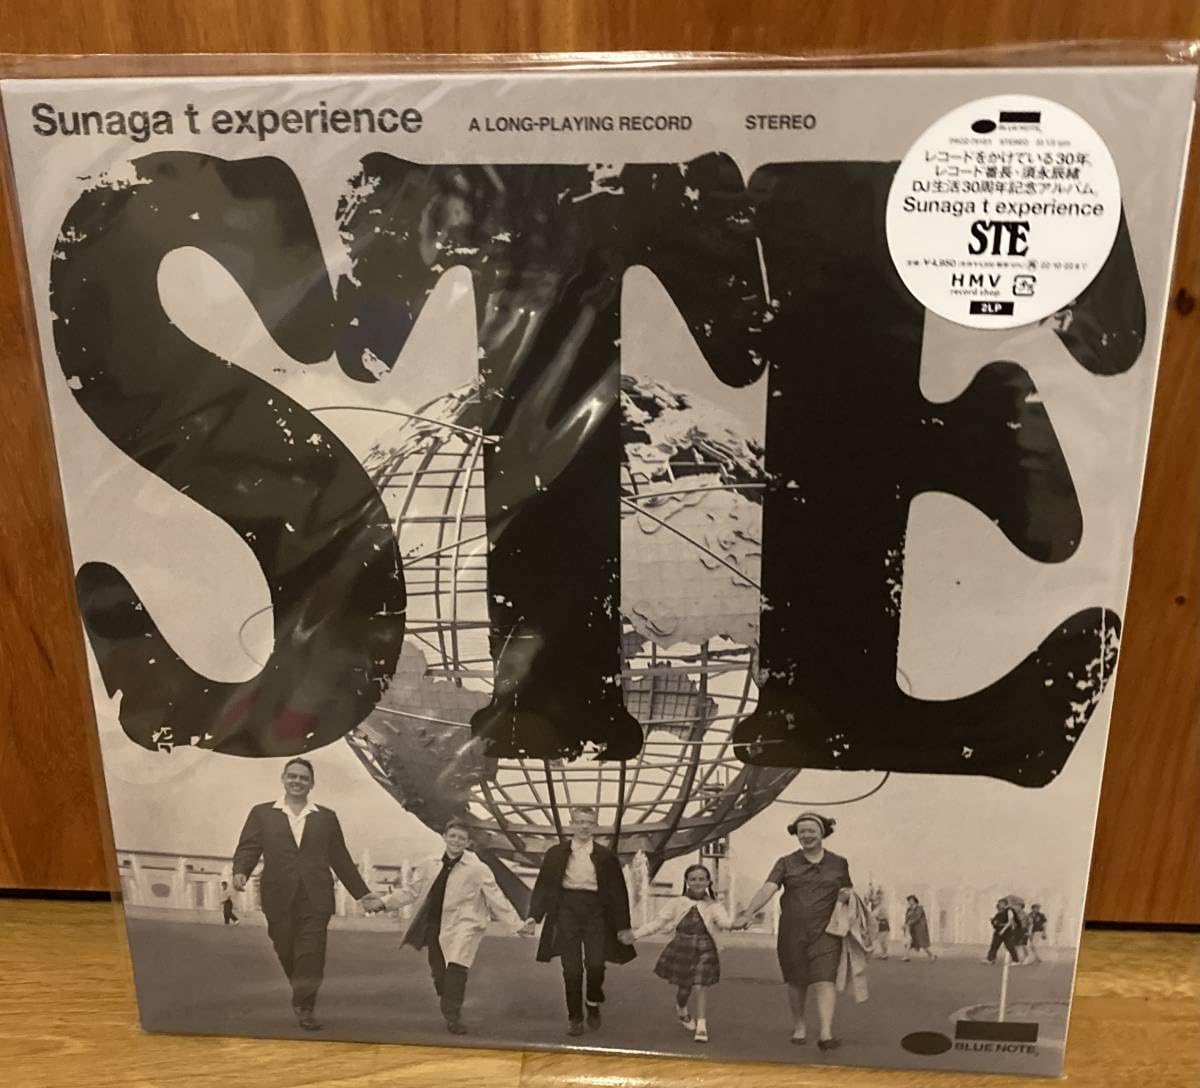 Sunaga t experience
A LONG-PLAYING RECORD
STEREO
STE
BLUE NOTE
レコードをかけている30年。
レコード番長・須永辰緒
DJ生活30周年記念アルバム。
Sunaga t experience
STE
HMV
record shop
2LP
BLUE NOTE